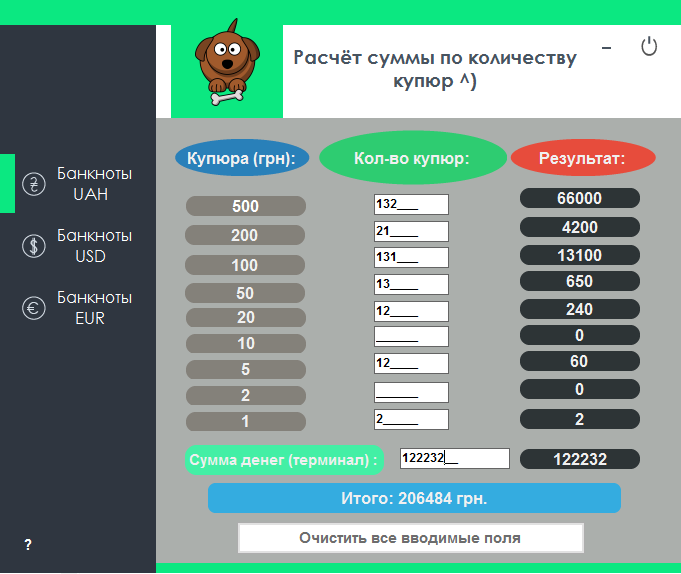 Расчёт суммы по количеству
купюр ^)
Банкноты
UAH
Банкноты
USD
Банкноты
EUR
?
Купюра (грн): Кол-во купюр: Результат:
500 132___ 66000
200 21____ 4200
100 131___ 13100
50 13____ 650
20 12____ 240
10 ______ 0
5 12____ 60
2 ______ 0
1 2_____ 2
Сумма денег (терминал) : 122232__ 122232
Итого: 206484 грн.
Очистить все вводимые поля